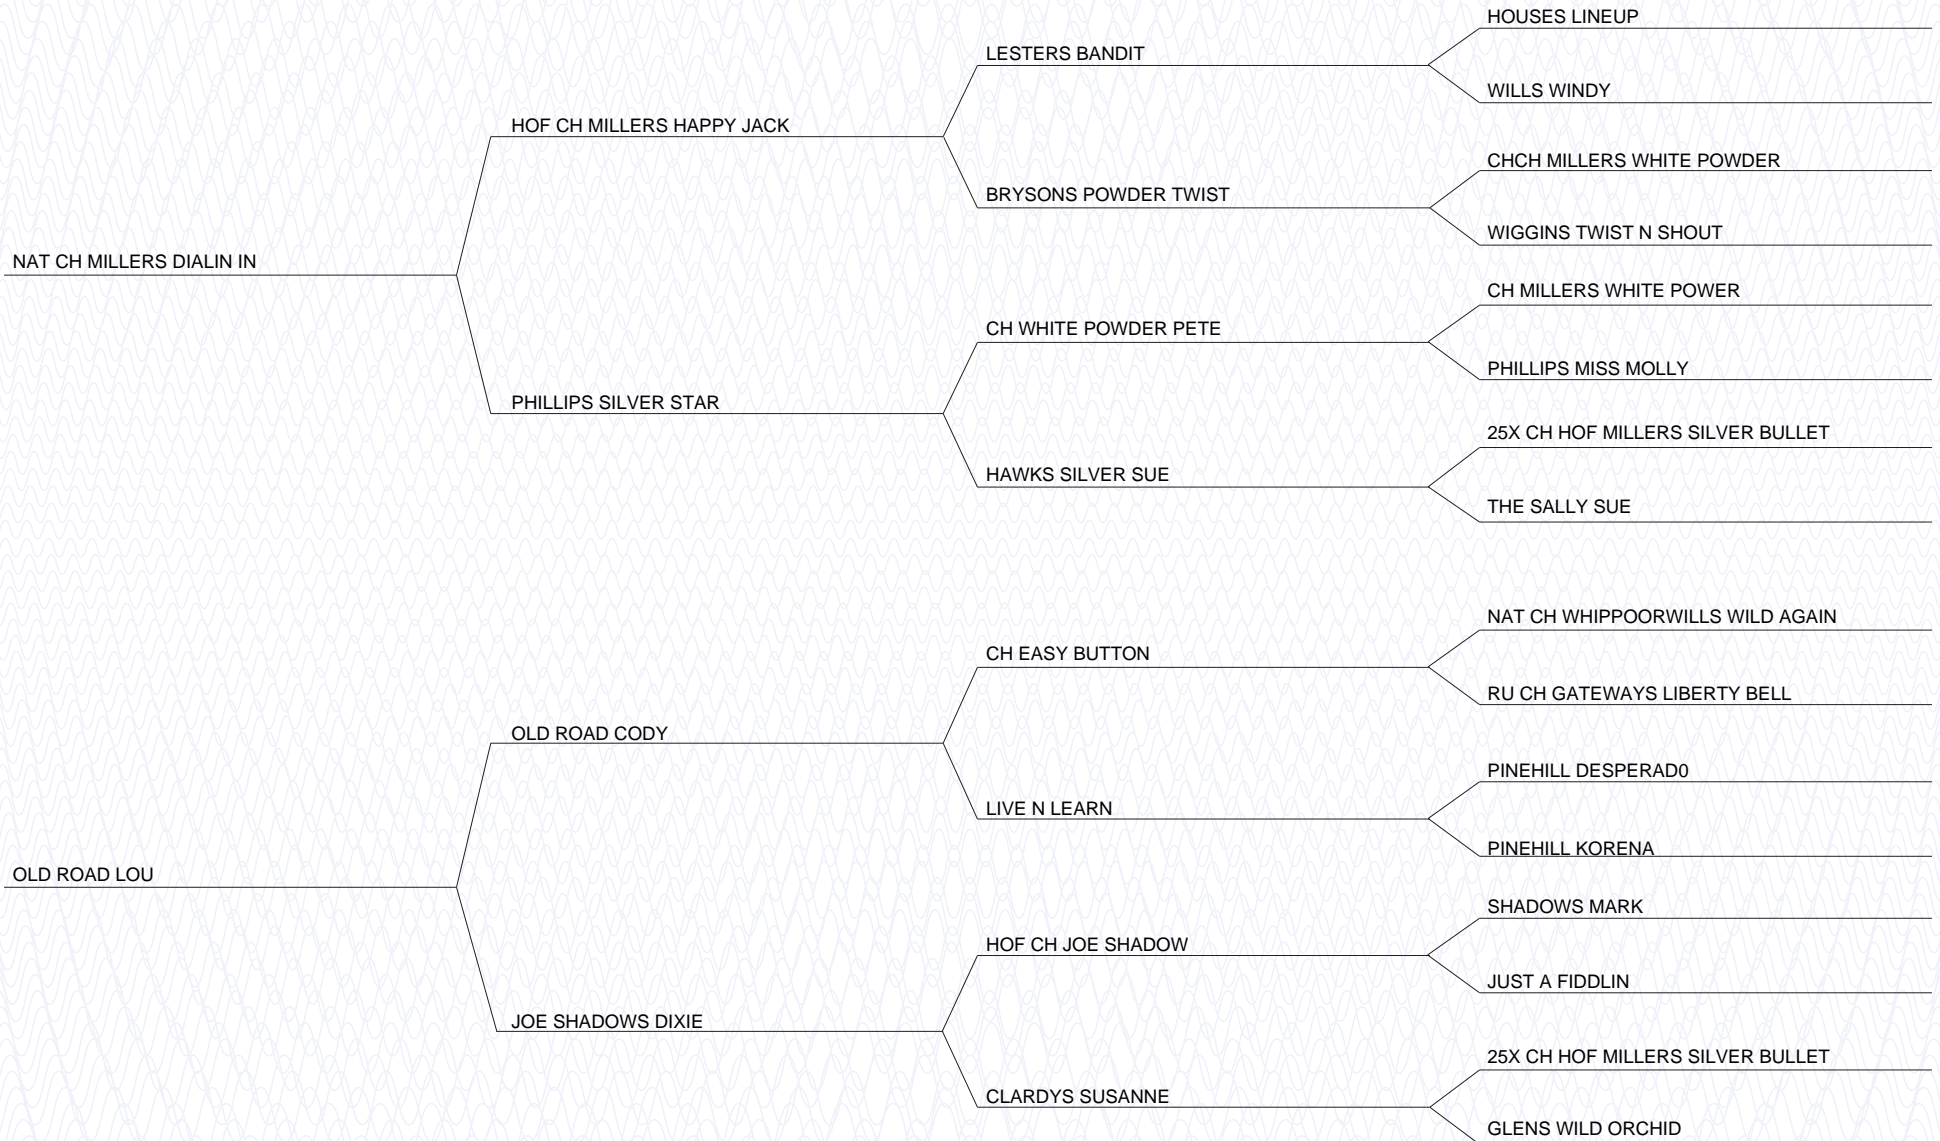 HOUSES LINEUP
LESTERS BANDIT
WILLS WINDY
HOF CH MILLERS HAPPY JACK
CHCH MILLERS WHITE POWDER
BRYSONS POWDER TWIST
WIGGINS TWIST N SHOUT
NAT CH MILLERS DIALIN IN
CH MILLERS WHITE POWER
CH WHITE POWDER PETE
PHILLIPS MISS MOLLY
PHILLIPS SILVER STAR
25X CH HOF MILLERS SILVER BULLET
HAWKS SILVER SUE
THE SALLY SUE
NAT CH WHIPPOORWILLS WILD AGAIN
CH EASY BUTTON
RU CH GATEWAYS LIBERTY BELL
OLD ROAD CODY
PINEHILL DESPERAD0
LIVE N LEARN
PINEHILL KORENA
OLD ROAD LOU
SHADOWS MARK
HOF CH JOE SHADOW
JUST A FIDDLIN
JOE SHADOWS DIXIE
25X CH HOF MILLERS SILVER BULLET
CLARDYS SUSANNE
GLENS WILD ORCHID